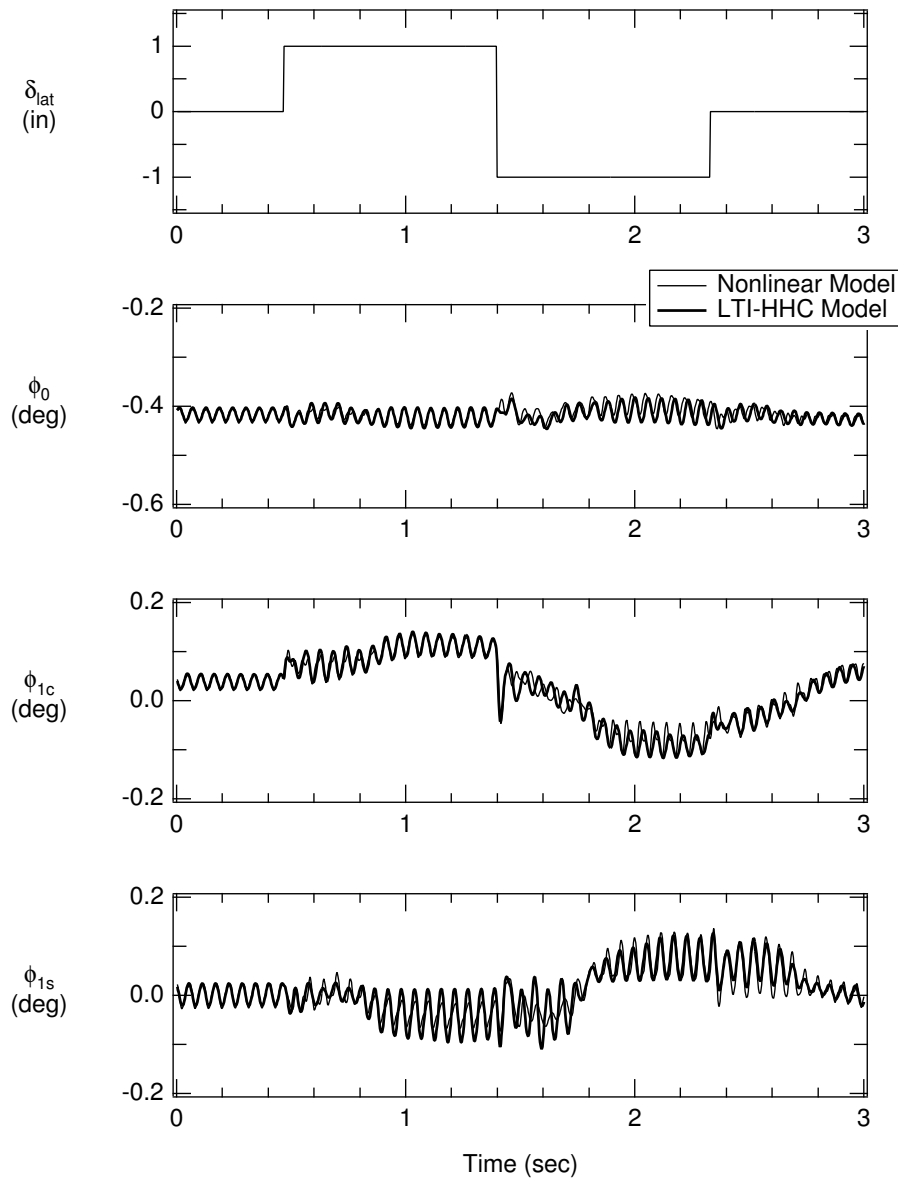 δlat
(in)
1
0
-1
0 1 2 3
Nonlinear Model
LTI-HHC Model
ϕ0
(deg)
-0.2
-0.4
-0.6
0 1 2 3
ϕ1c
(deg)
0.2
0.0
-0.2
0 1 2 3
ϕ1s
(deg)
0.2
0.0
-0.2
0 1 2 3
Time (sec)